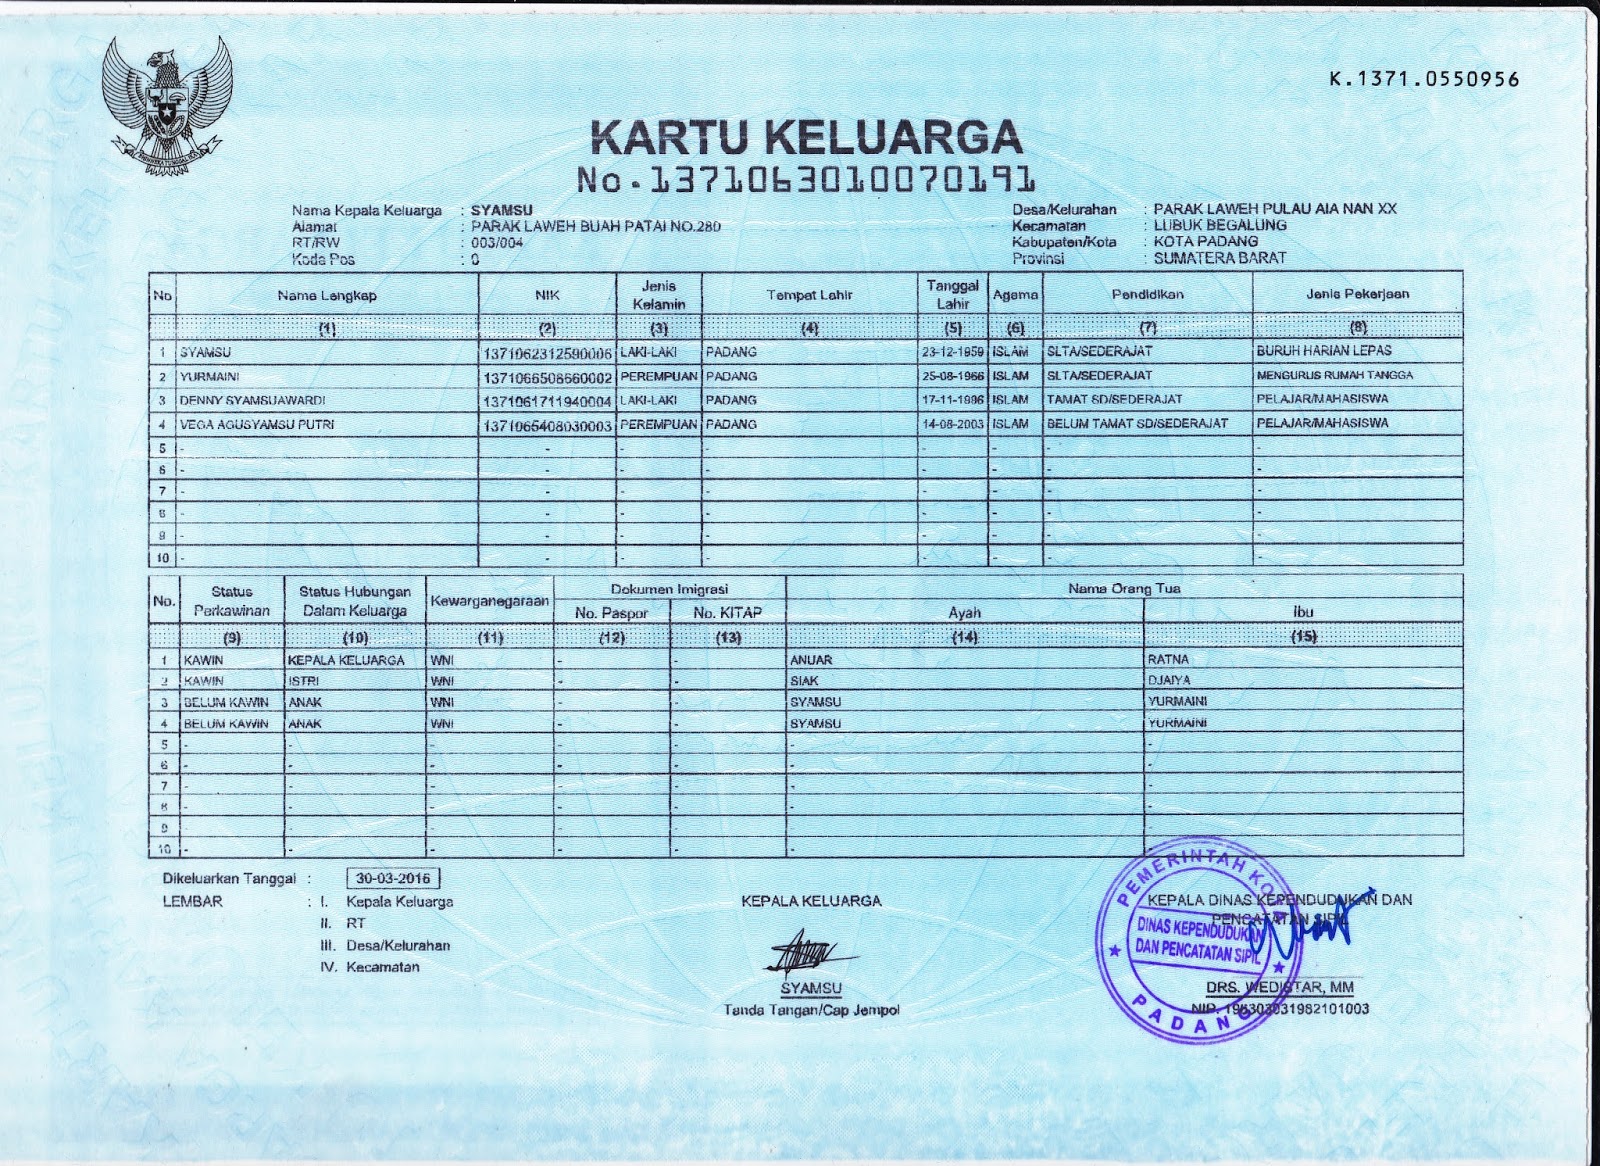 K.1371.0550956
KARTU KELUARGA
No.1371063010070191
Nama Kepala Keluarga : SYAMSU
Alamat : PARAK LAWEH BUAH PATAI NO.280
RT/RW : 003/004
Kode Pos : 0
Desa/Kelurahan : PARAK LAWEH PULAU AIA NAN XX
Kecamatan : LUBUK BEGALUNG
Kabupaten/Kota : KOTA PADANG
Provinsi : SUMATERA BARAT
No Nama Lengkap NIK Jenis Kelamin Tempat Lahir Tanggal Lahir Agama Pendidikan Jenis Pekerjaan
(1) (2) (3) (4) (5) (6) (7) (8)
1 SYAMSU 1371062312590006 LAKI-LAKI PADANG 23-12-1959 ISLAM SLTA/SEDERAJAT BURUH HARIAN LEPAS
2 YURMAINI 1371066508660002 PEREMPUAN PADANG 25-08-1966 ISLAM SLTA/SEDERAJAT MENGURUS RUMAH TANGGA
3 DENNY SYAMSUAWARDI 1371061711940004 LAKI-LAKI PADANG ISLAM TAMAT SD/SEDERAJAT PELAJAR/MAHASISWA
4 VEGA AGUSYAMSU PUTRI 1371065408030003 PEREMPUAN PADANG 14-08-2003 ISLAM BELUM TAMAT SD/SEDERAJAT PELAJAR/MAHASISWA
5 - - - - - - - -
6 - - - - - - - -
7 - - - - - - - -
8 - - - - - - - -
9 - - - - - - - -
10 - - - - - - - -
No. Status Perkawinan Status Hubungan Dalam Keluarga Kewarganegaraan Dokumen Imigrasi Nama Orang Tua
No. Paspor No. KITAP Ayah Ibu
(9) (10) (11) (12) (13) (14) (15)
1 KAWIN KEPALA KELUARGA WNI - - ANUAR RATNA
2 KAWIN ISTRI WNI - - SIAK DJAIYA
3 BELUM KAWIN ANAK WNI - - SYAMSU YURMAINI
4 BELUM KAWIN ANAK WNI - - SYAMSU YURMAINI
5 - - - - - - -
6 - - - - - - -
7 - - - - - - -
8 - - - - - - -
9 - - - - - - -
10 - - - - - - -
Dikeluarkan Tanggal : 30-03-2016
LEMBAR : I. Kepala Keluarga
II. RT
III. Desa/Kelurahan
IV. Kecamatan
KEPALA KELUARGA
SYAMSU
Tanda Tangan/Cap Jempol
KEPALA DINAS KEPENDUDUKAN DAN
PENCATATAN SIPIL
PEMERINTAH KOTA
DINAS KEPENDUDUKAN
DAN PENCATATAN SIPIL
PADANG
DRS. WEDISTAR, MM
NIP. 196303031982101003